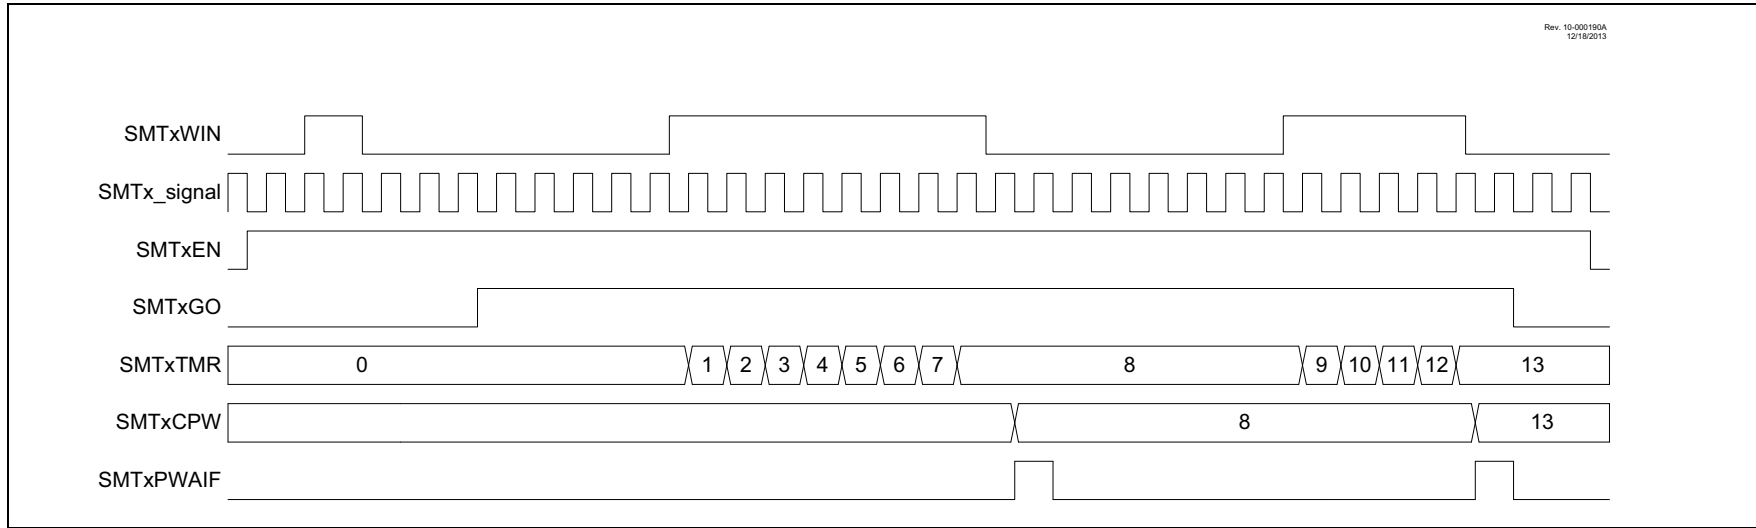 Rev. 10-000190A
12/18/2013
SMTxWIN
SMTx_signal
SMTxEN
SMTxGO
SMTxTMR 0 1 2 3 4 5 6 7 8 9 10 11 12 13
SMTxCPW 8 13
SMTxPWAIF